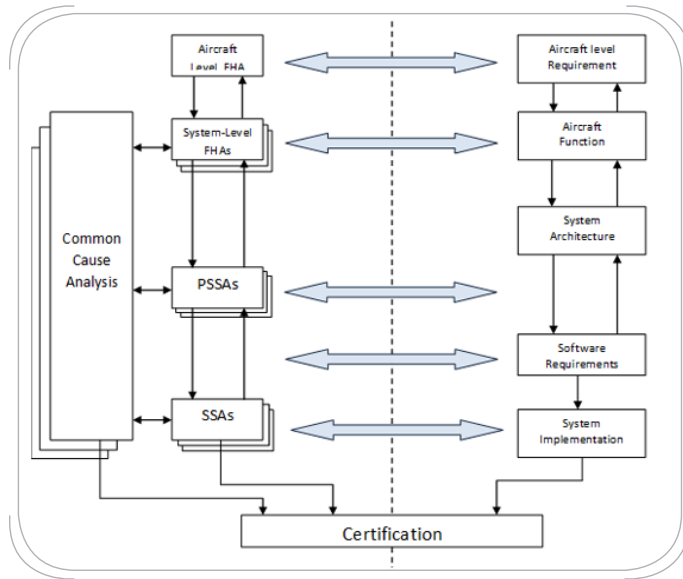 Aircraft
Level FHA
Aircraft level
Requirement
System-Level
FHAs
Aircraft
Function
Common
Cause
Analysis
System
Architecture
PSSAs
Software
Requirements
SSAs
System
Implementation
Certification